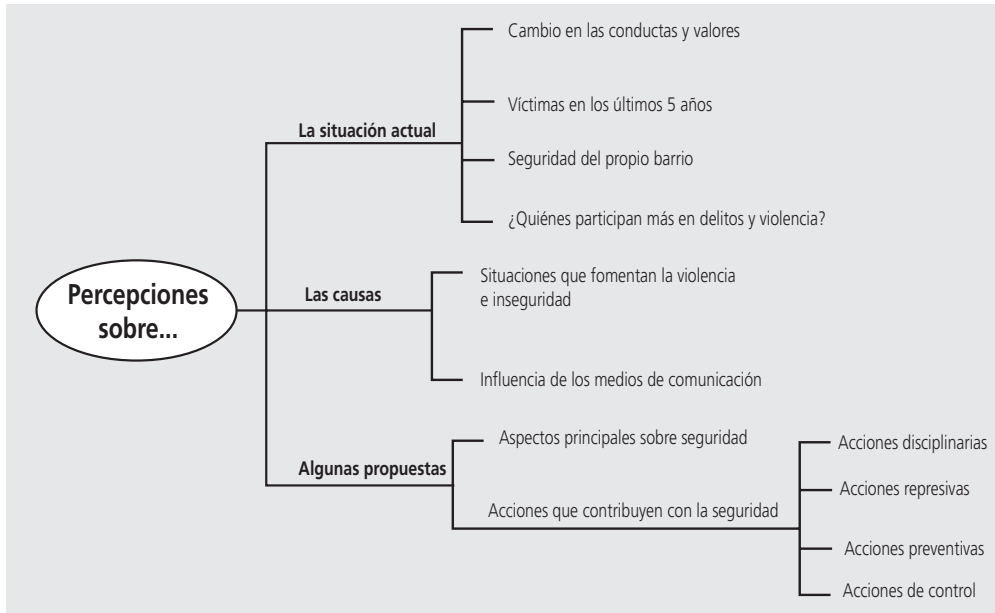 Percepciones
sobre...
La situación actual
Cambio en las conductas y valores
Víctimas en los últimos 5 años
Seguridad del propio barrio
¿Quiénes participan más en delitos y violencia?
Las causas
Situaciones que fomentan la violencia
e inseguridad
Influencia de los medios de comunicación
Algunas propuestas
Aspectos principales sobre seguridad
Acciones que contribuyen con la seguridad
Acciones disciplinarias
Acciones represivas
Acciones preventivas
Acciones de control